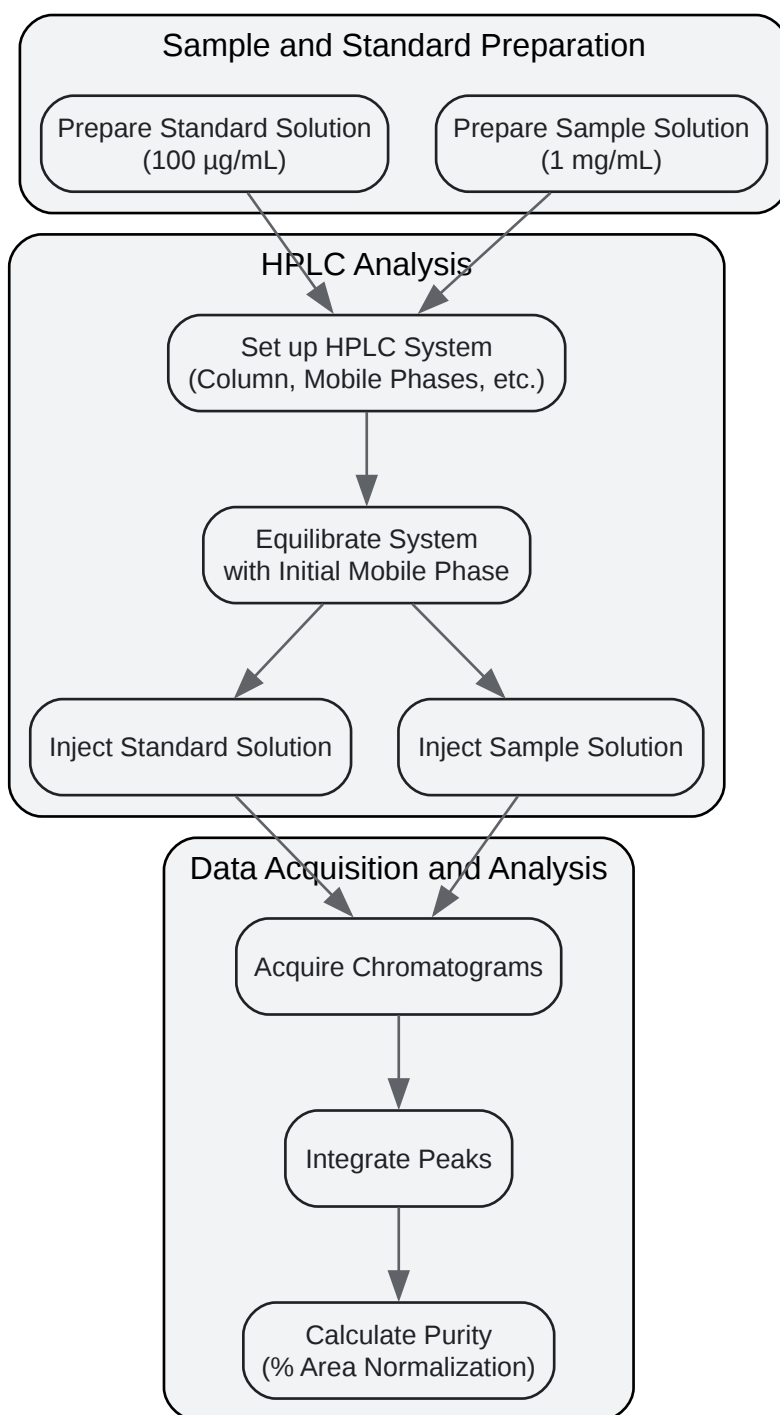 Sample and Standard Preparation
Prepare Standard Solution
(100 µg/mL)
Prepare Sample Solution
(1 mg/mL)
HPLC Analysis
Set up HPLC System
(Column, Mobile Phases, etc.)
Equilibrate System
with Initial Mobile Phase
Inject Standard Solution
Inject Sample Solution
Data Acquisition and Analysis
Acquire Chromatograms
Integrate Peaks
Calculate Purity
(% Area Normalization)